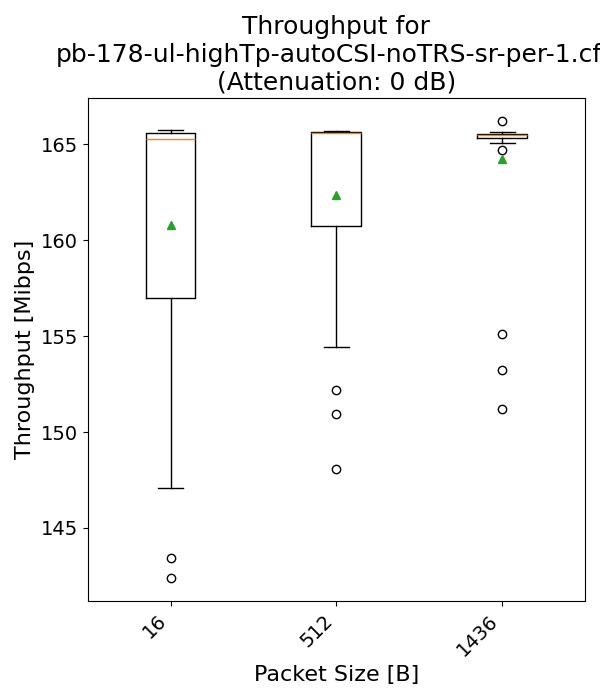 Throughput for
pb-178-ul-highTp-autoCSI-noTRS-sr-per-1.cf
(Attenuation: 0 dB)
Throughput [Mibps]
165
160
155
150
145
16
512
1436
Packet Size [B]